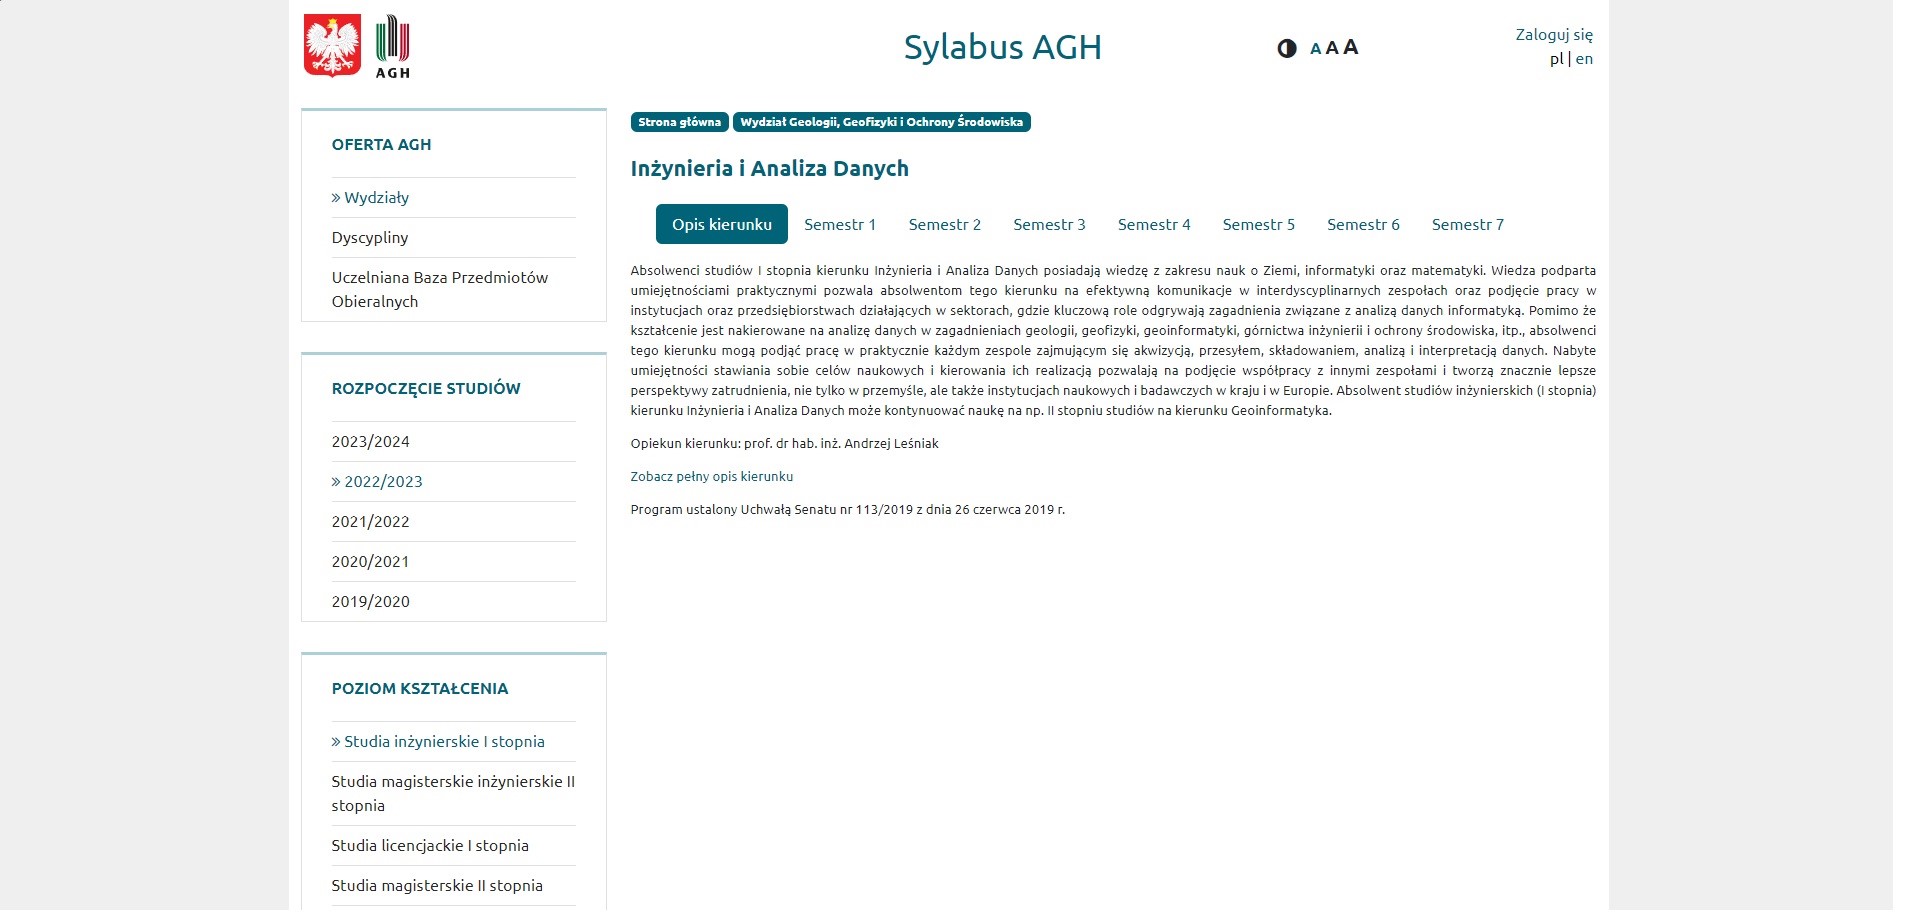 AGH
Sylabus AGH
A A A
Zaloguj się
pl | en
OFERTA AGH
» Wydziały
Dyscypliny
Uczelniana Baza Przedmiotów
Obieralnych
ROZPOCZĘCIE STUDIÓW
2023/2024
» 2022/2023
2021/2022
2020/2021
2019/2020
POZIOM KSZTAŁCENIA
» Studia inżynierskie I stopnia
Studia magisterskie inżynierskie II
stopnia
Studia licencjackie I stopnia
Studia magisterskie II stopnia
Strona główna Wydział Geologii, Geofizyki i Ochrony Środowiska
Inżynieria i Analiza Danych
Opis kierunku Semestr 1 Semestr 2 Semestr 3 Semestr 4 Semestr 5 Semestr 6 Semestr 7
Absolwenci studiów I stopnia kierunku Inżynieria i Analiza Danych posiadają wiedzę z zakresu nauk o Ziemi, informatyki oraz matematyki. Wiedza podparta
umiejętnościami praktycznymi pozwala absolwentom tego kierunku na efektywną komunikacje w interdyscyplinarnych zespołach oraz podjęcie pracy w
instytucjach oraz przedsiębiorstwach działających w sektorach, gdzie kluczową role odgrywają zagadnienia związane z analizą danych informatyką. Pomimo że
kształcenie jest nakierowane na analizę danych w zagadnieniach geologii, geofizyki, geoinformatyki, górnictwa inżynierii i ochrony środowiska, itp., absolwenci
tego kierunku mogą podjąć pracę w praktycznie każdym zespole zajmującym się akwizycją, przesyłem, składowaniem, analizą i interpretacją danych. Nabyte
umiejętności stawiania sobie celów naukowych i kierowania ich realizacją pozwalają na podjęcie współpracy z innymi zespołami i tworzą znacznie lepsze
perspektywy zatrudnienia, nie tylko w przemyśle, ale także instytucjach naukowych i badawczych w kraju i w Europie. Absolwent studiów inżynierskich (I stopnia)
kierunku Inżynieria i Analiza Danych może kontynuować naukę na np. II stopniu studiów na kierunku Geoinformatyka.
Opiekun kierunku: prof. dr hab. inż. Andrzej Leśniak
Zobacz pełny opis kierunku
Program ustalony Uchwałą Senatu nr 113/2019 z dnia 26 czerwca 2019 r.